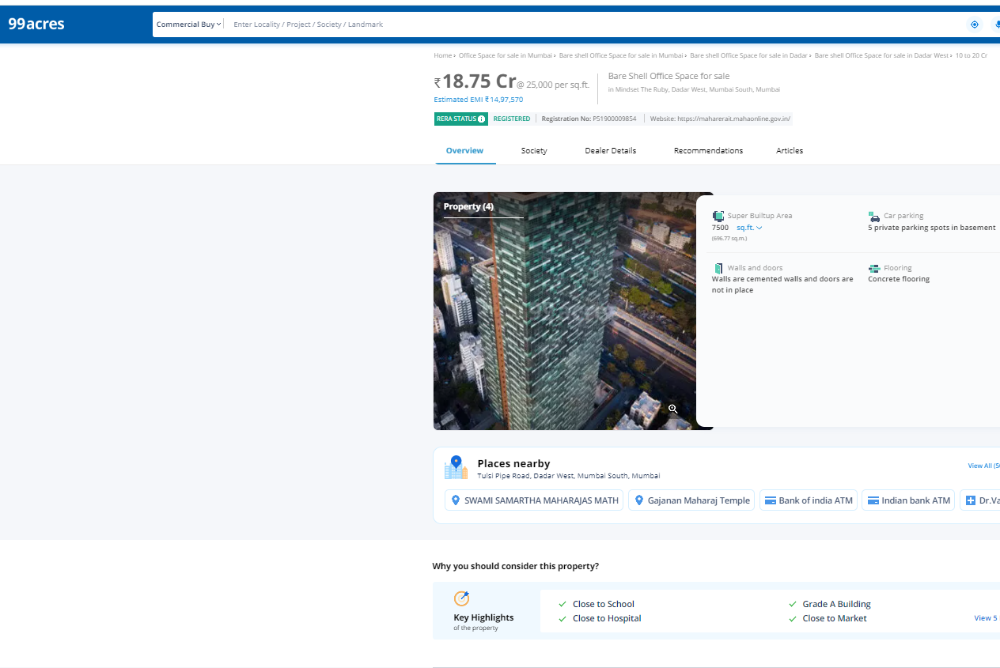 99acres
Commercial Buy
Enter Locality / Project / Society / Landmark
Home › Office Space for sale in Mumbai › Bare shell Office Space for sale in Mumbai › Bare shell Office Space for sale in Dadar › Bare shell Office Space for sale in Dadar West › 10 to 20 Cr
₹18.75 Cr @ 25,000 per sq.ft.
Estimated EMI ₹ 14,97,570
Bare Shell Office Space for sale
in Mindset The Ruby, Dadar West, Mumbai South, Mumbai
RERA STATUS REGISTERED Registration No: P51900009854 Website: https://maharerait.mahaonline.gov.in/
Overview Society Dealer Details Recommendations Articles
Property (4)
Super Builtup Area
7500 sq.ft.
(696.77 sq.m.)
Car parking
5 private parking spots in basement
Walls and doors
Walls are cemented walls and doors are
not in place
Flooring
Concrete flooring
Places nearby
Tulsi Pipe Road, Dadar West, Mumbai South, Mumbai
View All (5
SWAMI SAMARTHA MAHARAJAS MATH
Gajanan Maharaj Temple
Bank of india ATM
Indian bank ATM
Dr.Va
Why you should consider this property?
Key Highlights
of the property
Close to School
Grade A Building
Close to Hospital
Close to Market
View 5